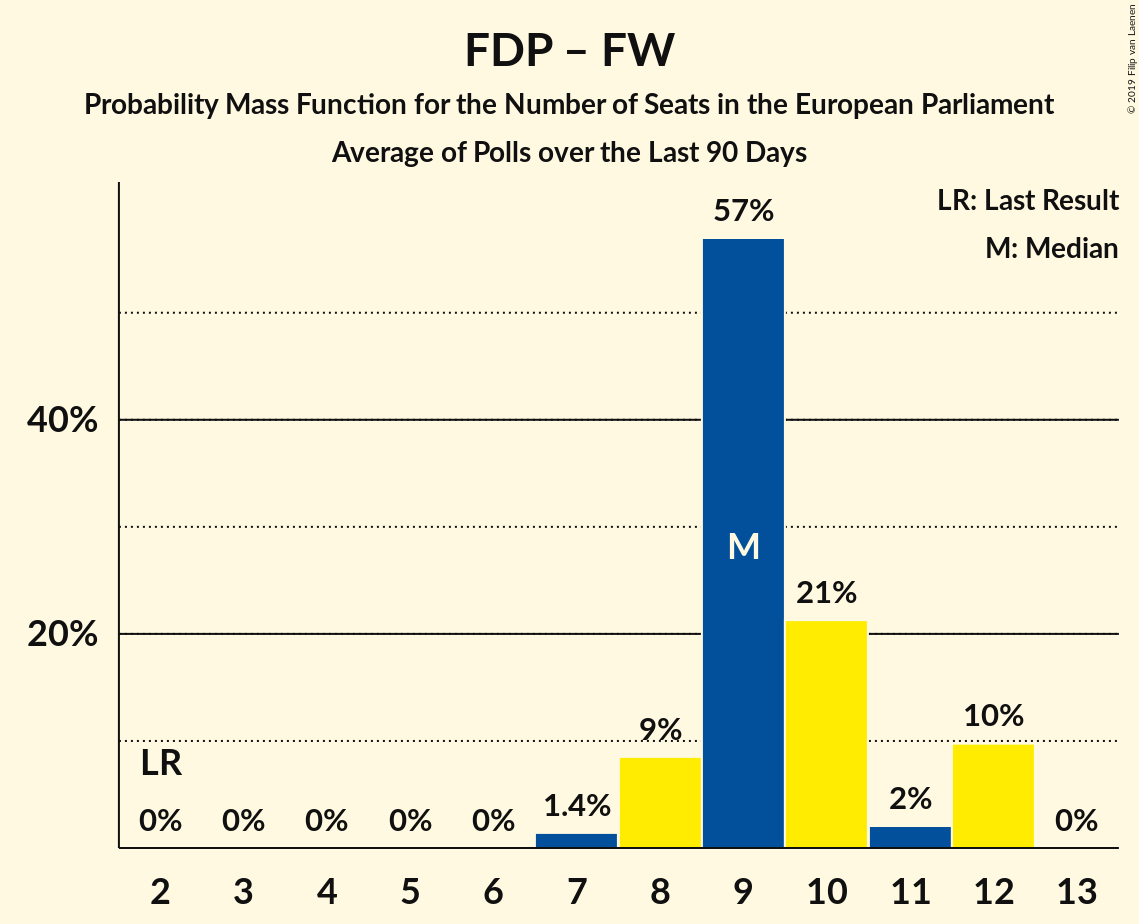 FDP – FW
Probability Mass Function for the Number of Seats in the European Parliament
Average of Polls over the Last 90 Days
© 2019 Filip van Laenen
LR: Last Result
M: Median
57%
40%
M
21%
20%
10%
9%
LR
2%
1.4%
0% 0% 0% 0% 0% 0%
2 3 4 5 6 7 8 9 10 11 12 13